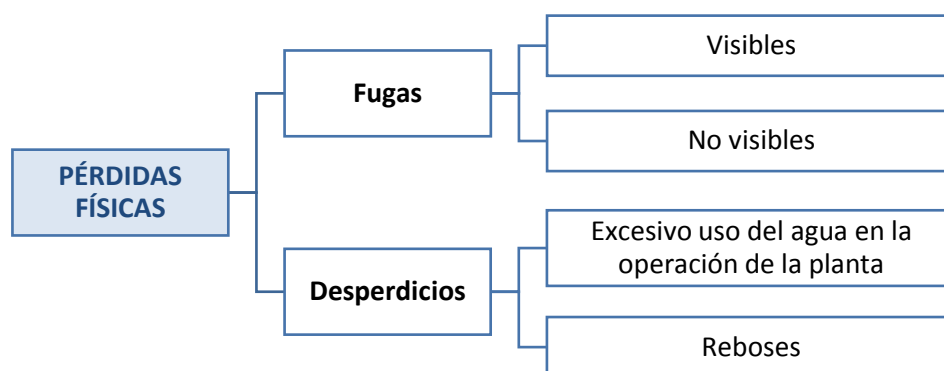 PÉRDIDAS
FÍSICAS
Fugas
Visibles
No visibles
Desperdicios
Excesivo uso del agua en la
operación de la planta
Reboses